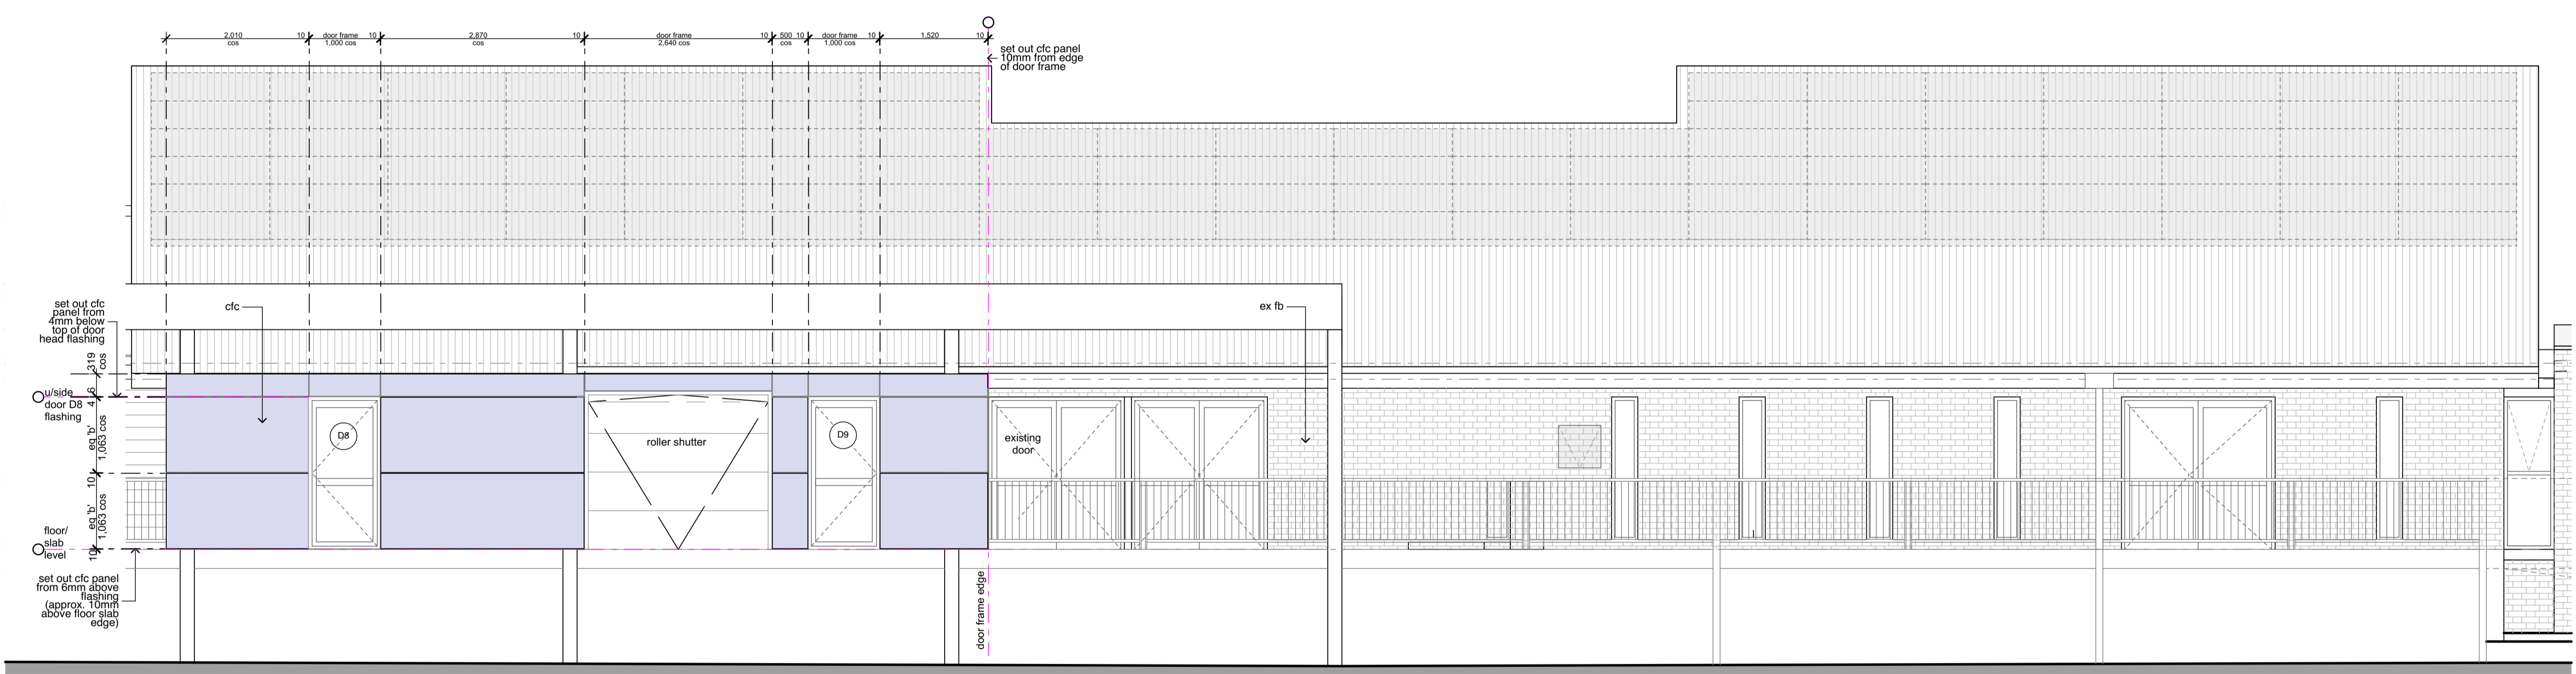 2,010
cos
10
door frame
1,000 cos
10
2,870
cos
10
door frame
2,640 cos
10
500
cos
10
door frame
1,000 cos
10
1,520
10
set out cfc panel
10mm from edge
of door frame
set out cfc
panel from
4mm below
top of door
head flashing
cfc
ex fb
319
cos
6
4
u/side
door D8
flashing
eq 'b'
1,063 cos
10
eq 'b'
1,063 cos
10
floor/
slab
level
D8
roller shutter
D9
existing
door
set out cfc panel
from 6mm above
flashing
(approx. 10mm
above floor slab
edge)
door frame edge